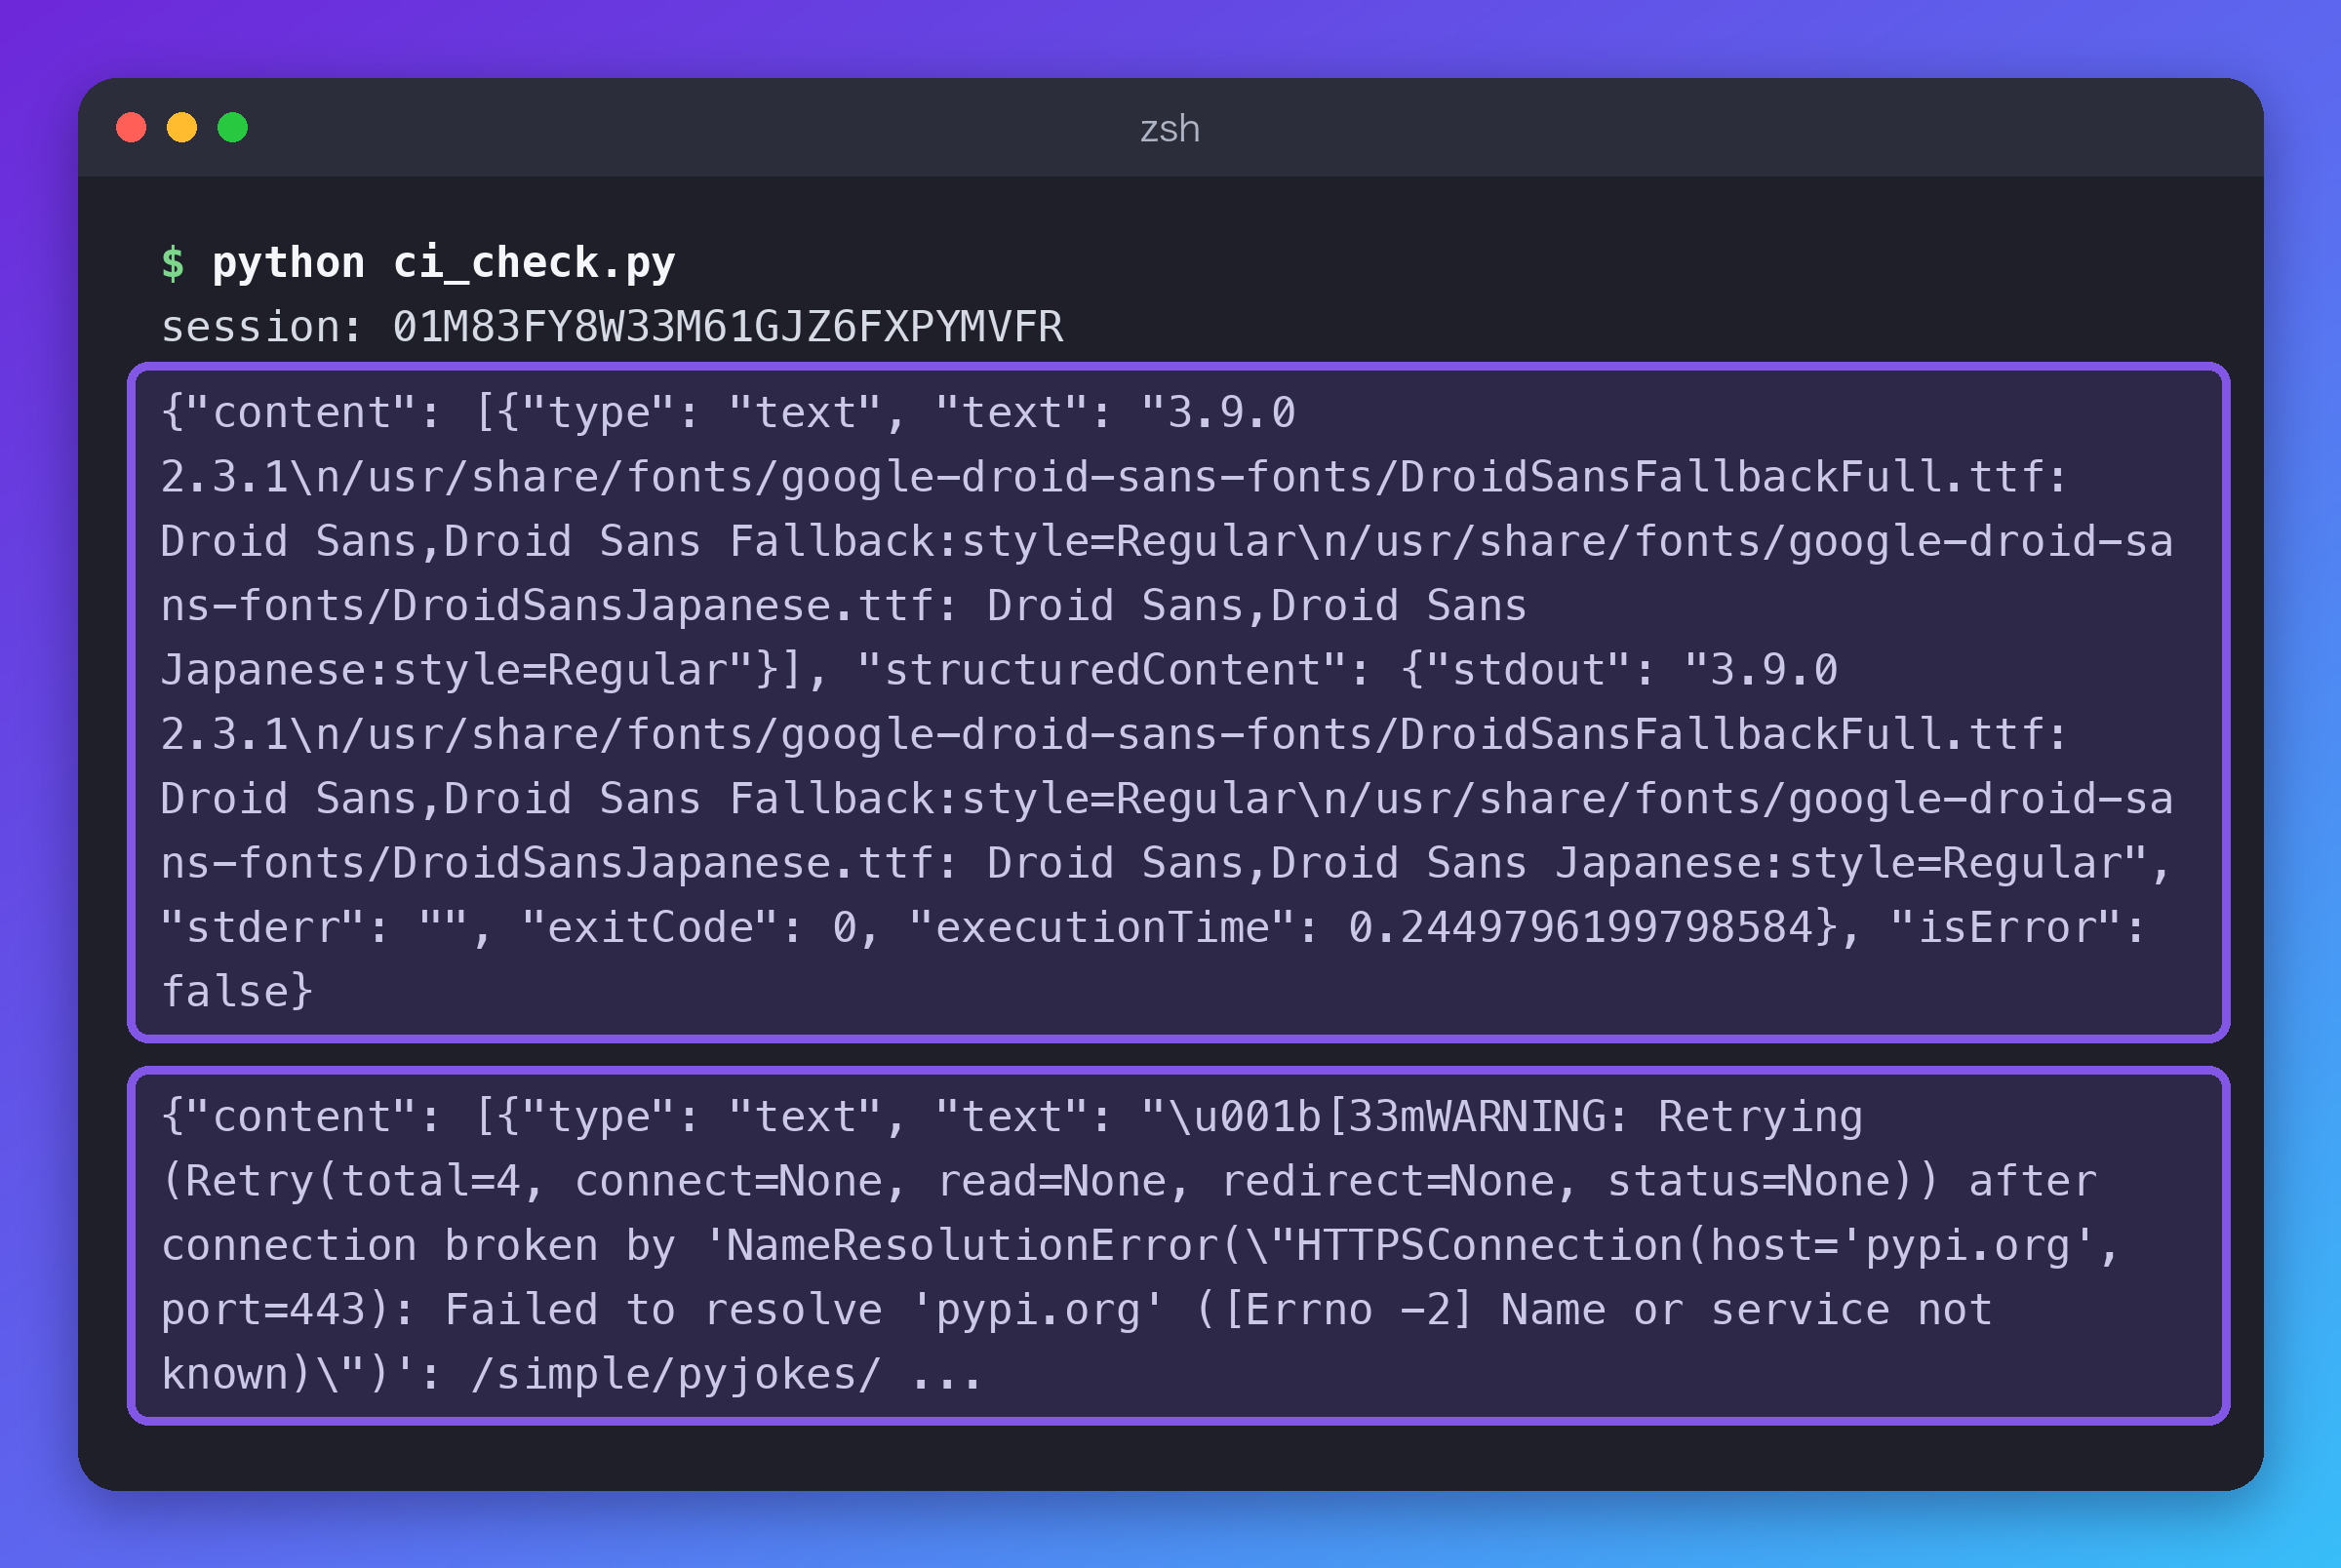 zsh
$ python ci_check.py
session: 01M83FY8W33M61GJZ6FXPYMVFR
{"content": [{"type": "text", "text": "3.9.0
2.3.1\n/usr/share/fonts/google-droid-sans-fonts/DroidSansFallbackFull.ttf:
Droid Sans,Droid Sans Fallback:style=Regular\n/usr/share/fonts/google-droid-sa
ns-fonts/DroidSansJapanese.ttf: Droid Sans,Droid Sans
Japanese:style=Regular"}], "structuredContent": {"stdout": "3.9.0
2.3.1\n/usr/share/fonts/google-droid-sans-fonts/DroidSansFallbackFull.ttf:
Droid Sans,Droid Sans Fallback:style=Regular\n/usr/share/fonts/google-droid-sa
ns-fonts/DroidSansJapanese.ttf: Droid Sans,Droid Sans Japanese:style=Regular",
"stderr": "", "exitCode": 0, "executionTime": 0.2449796199798584}, "isError":
false}
{"content": [{"type": "text", "text": "\u001b[33mWARNING: Retrying
(Retry(total=4, connect=None, read=None, redirect=None, status=None)) after
connection broken by 'NameResolutionError(\"HTTPSConnection(host='pypi.org',
port=443): Failed to resolve 'pypi.org' ([Errno -2] Name or service not
known)\")': /simple/pyjokes/ ...